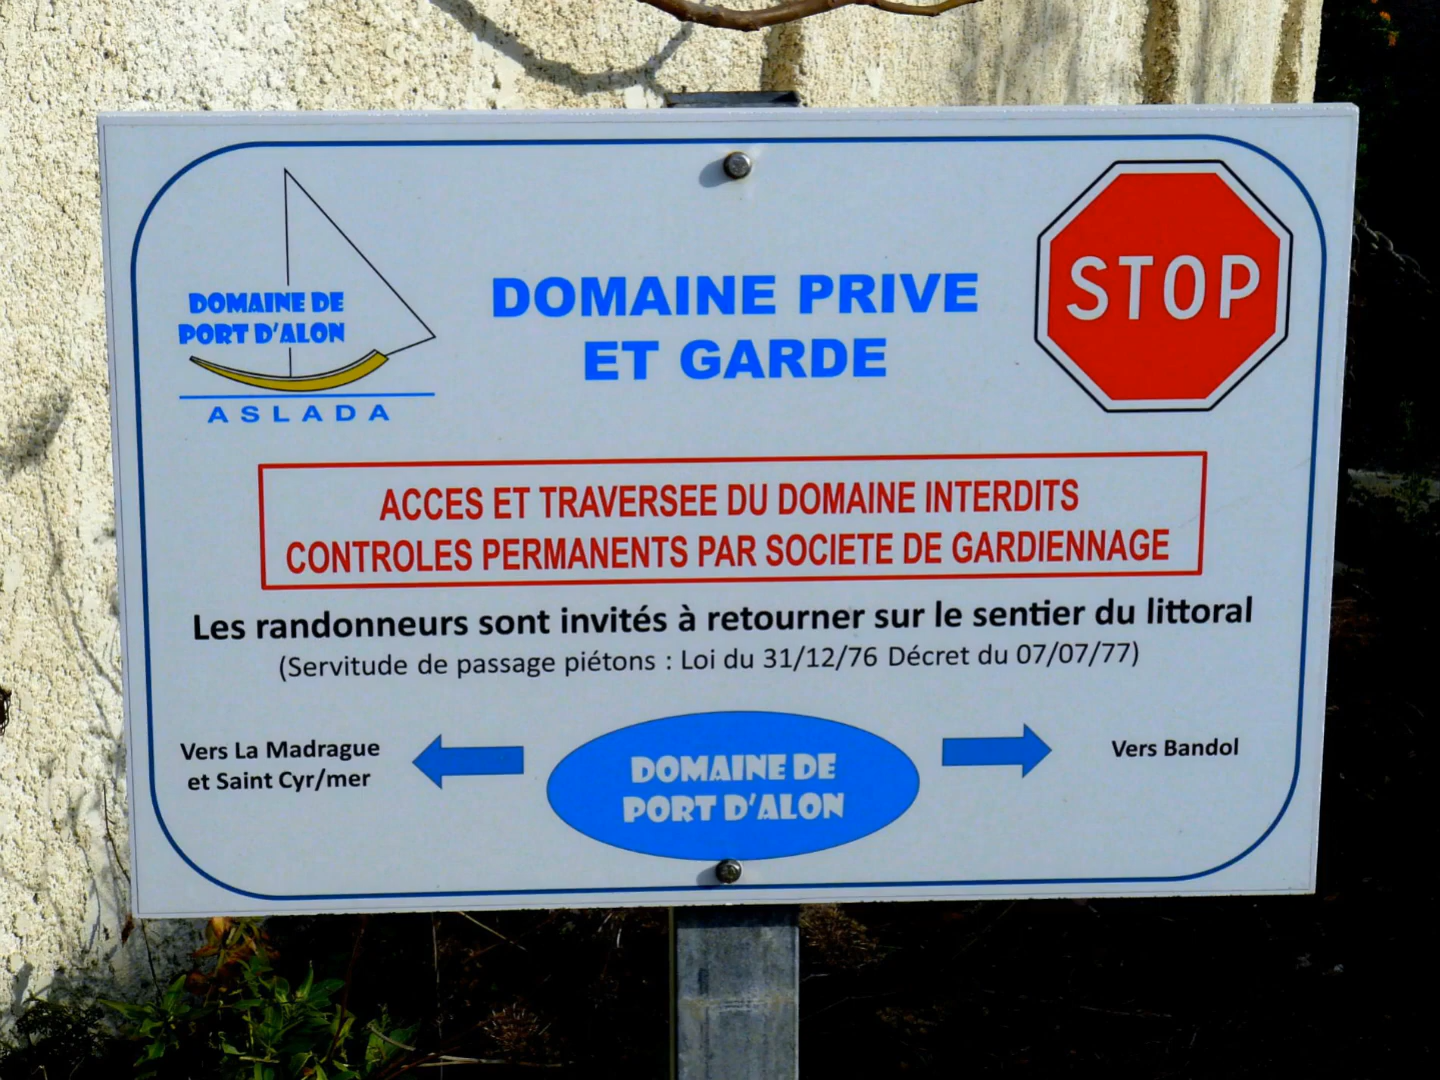 DOMAINE DE
PORT D'ALON
ASLADA
DOMAINE PRIVE
ET GARDE
STOP
ACCES ET TRAVERSEE DU DOMAINE INTERDITS
CONTROLES PERMANENTS PAR SOCIETE DE GARDIENNAGE
Les randonneurs sont invités à retourner sur le sentier du littoral
(Servitude de passage piétons : Loi du 31/12/76 Décret du 07/07/77)
Vers La Madrague
et Saint Cyr/mer
DOMAINE DE
PORT D'ALON
Vers Bandol